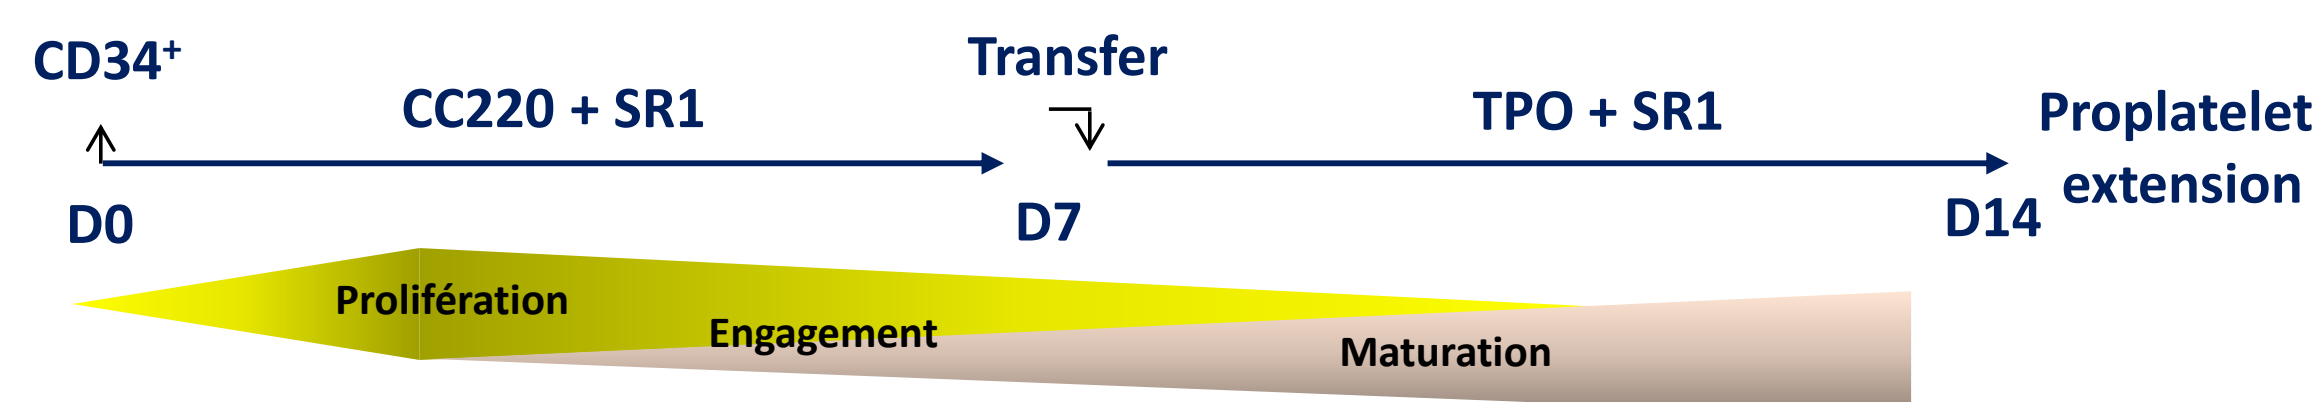 CD34⁺
CC220 + SR1
Transfer
TPO + SR1
Proplatelet
extension
D0
D7
D14
Prolifération
Engagement
Maturation